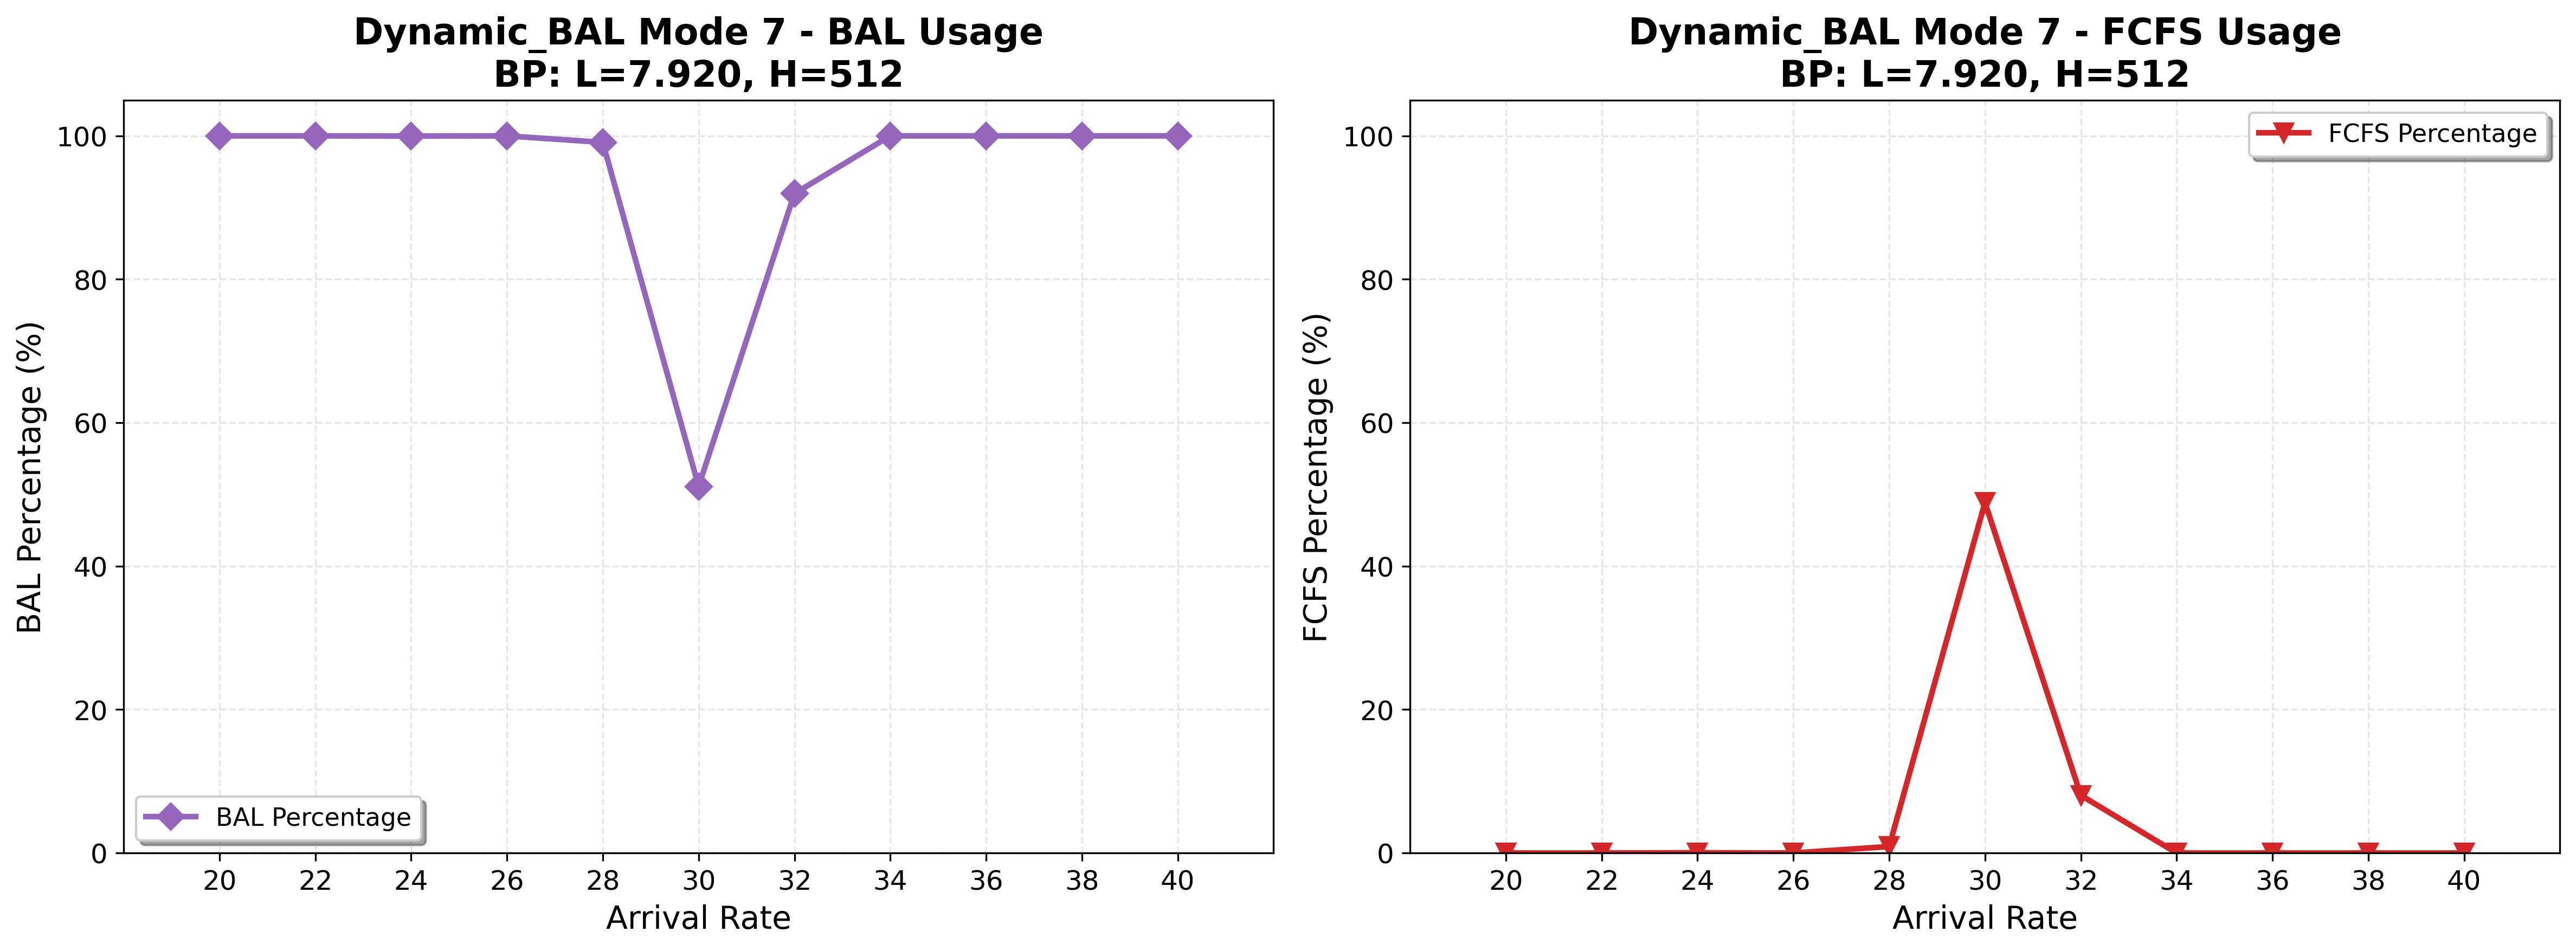 Dynamic_BAL Mode 7 - BAL Usage
BP: L=7.920, H=512
BAL Percentage (%)
100
80
60
40
20
0
BAL Percentage
20 22 24 26 28 30 32 34 36 38 40
Arrival Rate
Dynamic_BAL Mode 7 - FCFS Usage
BP: L=7.920, H=512
FCFS Percentage (%)
100
80
60
40
20
0
FCFS Percentage
20 22 24 26 28 30 32 34 36 38 40
Arrival Rate